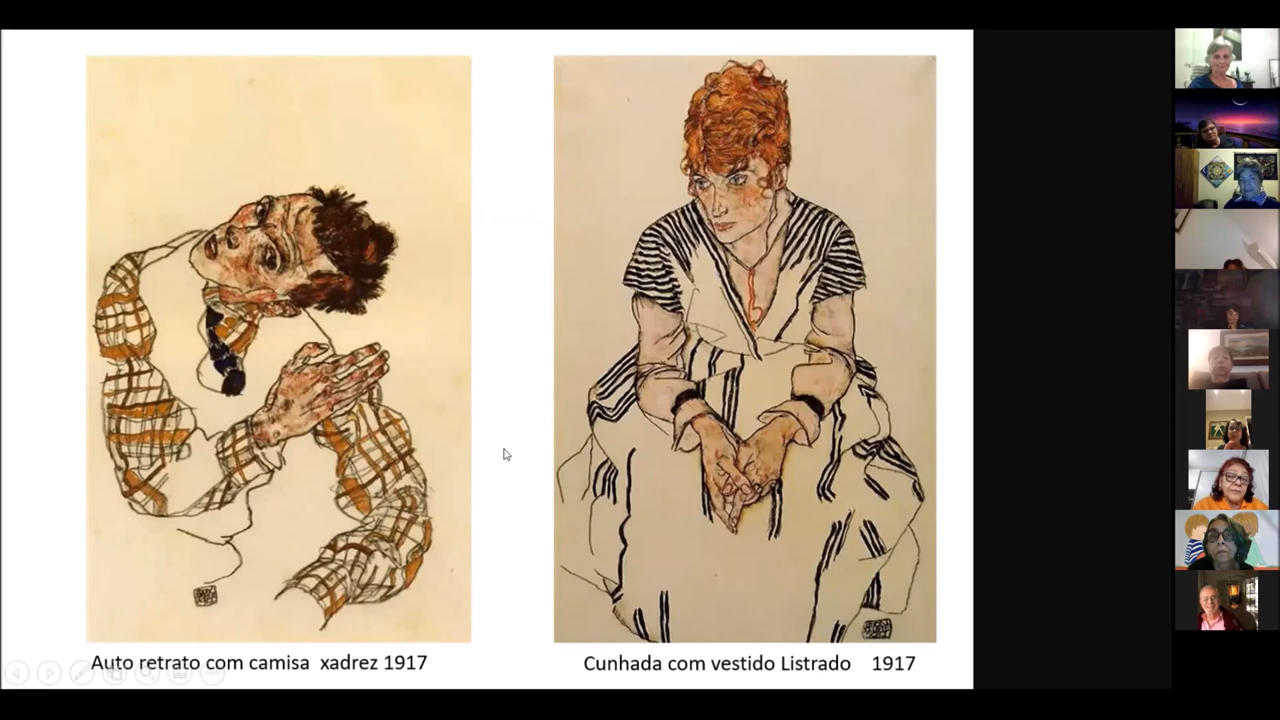 Auto retrato com camisa xadrez 1917
Cunhada com vestido Listrado 1917